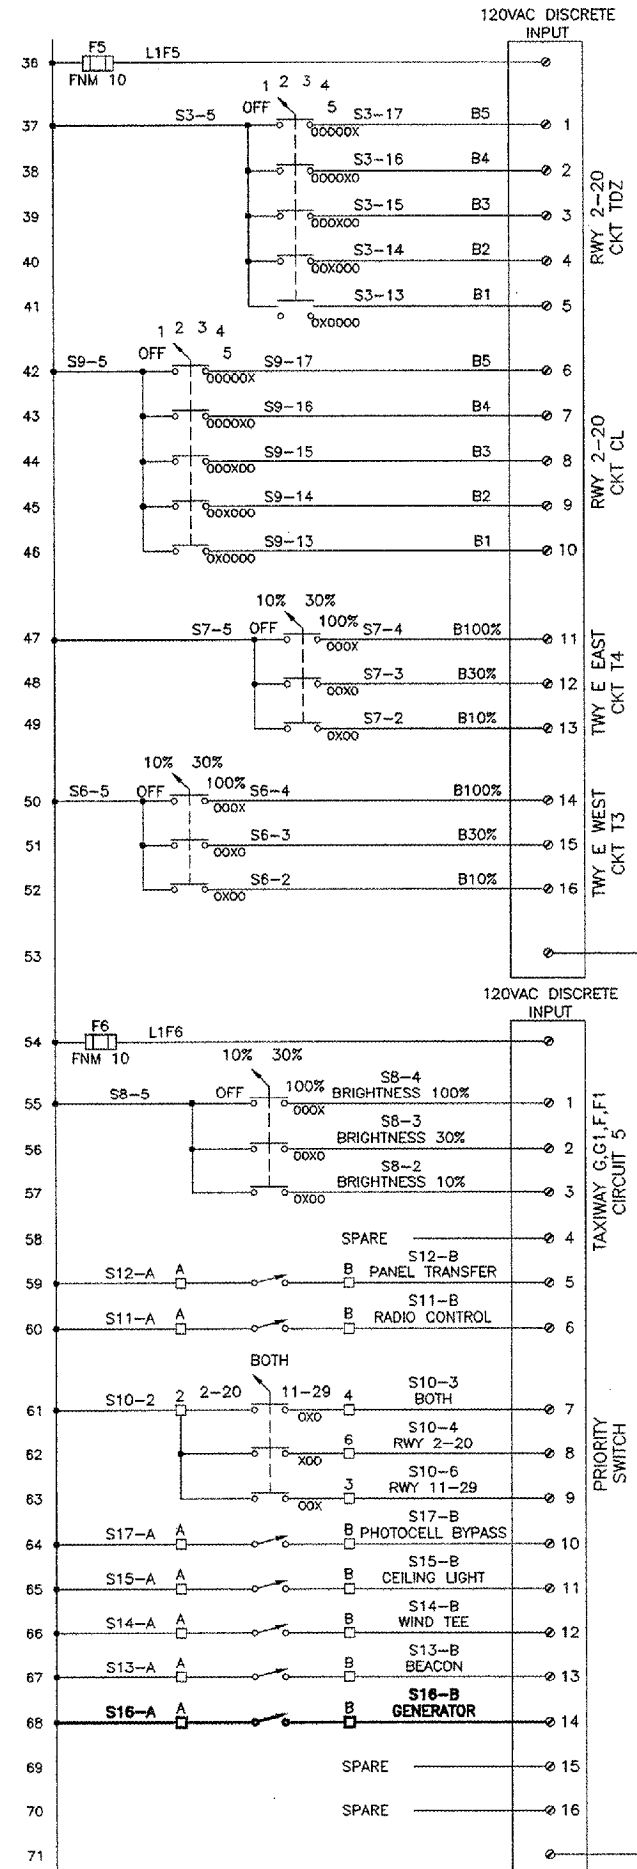 120VAC DISCRETE
INPUT
36 F5 L1F5
FNM 10
1 2 3 4
OFF 5
37 S3-5 S3-17 B5 1
00000X
38 S3-16 B4 2
0000X0
39 S3-15 B3 3
000X00
40 S3-14 B2 4
00X000
41 S3-13 B1 5
0X0000
RWY 2-20
CKT TDZ
1 2 3 4
OFF 5
42 S9-5 S9-17 B5 6
00000X
43 S9-16 B4 7
0000X0
44 S9-15 B3 8
000X00
45 S9-14 B2 9
00X000
46 S9-13 B1 10
0X0000
RWY 2-20
CKT CL
10% 30%
OFF 100%
47 S7-5 S7-4 B100% 11
000X
48 S7-3 B30% 12
00X0
49 S7-2 B10% 13
0X00
TWY E EAST
CKT T4
10% 30%
OFF 100%
50 S6-5 S6-4 B100% 14
000X
51 S6-3 B30% 15
00X0
52 S6-2 B10% 16
0X00
TWY E WEST
CKT T3
53
120VAC DISCRETE
INPUT
54 F6 L1F6
FNM 10
10% 30%
OFF 100%
55 S8-5 S8-4 1
000X BRIGHTNESS 100%
56 S8-3 2
00X0 BRIGHTNESS 30%
57 S8-2 3
0X00 BRIGHTNESS 10%
TAXIWAY G,G1,F,F1
CIRCUIT 5
58 SPARE 4
59 S12-A A B S12-B 5
PANEL TRANSFER
60 S11-A A B S11-B 6
RADIO CONTROL
BOTH
2-20 11-29
61 S10-2 2 0X0 4 S10-3 7
BOTH
62 X00 6 S10-4 8
RWY 2-20
63 00X 3 S10-6 9
RWY 11-29
PRIORITY
SWITCH
64 S17-A A B S17-B 10
PHOTOCELL BYPASS
65 S15-A A B S15-B 11
CEILING LIGHT
66 S14-A A B S14-B 12
WIND TEE
67 S13-A A B S13-B 13
BEACON
68 S16-A A B S16-B 14
GENERATOR
69 SPARE 15
70 SPARE 16
71